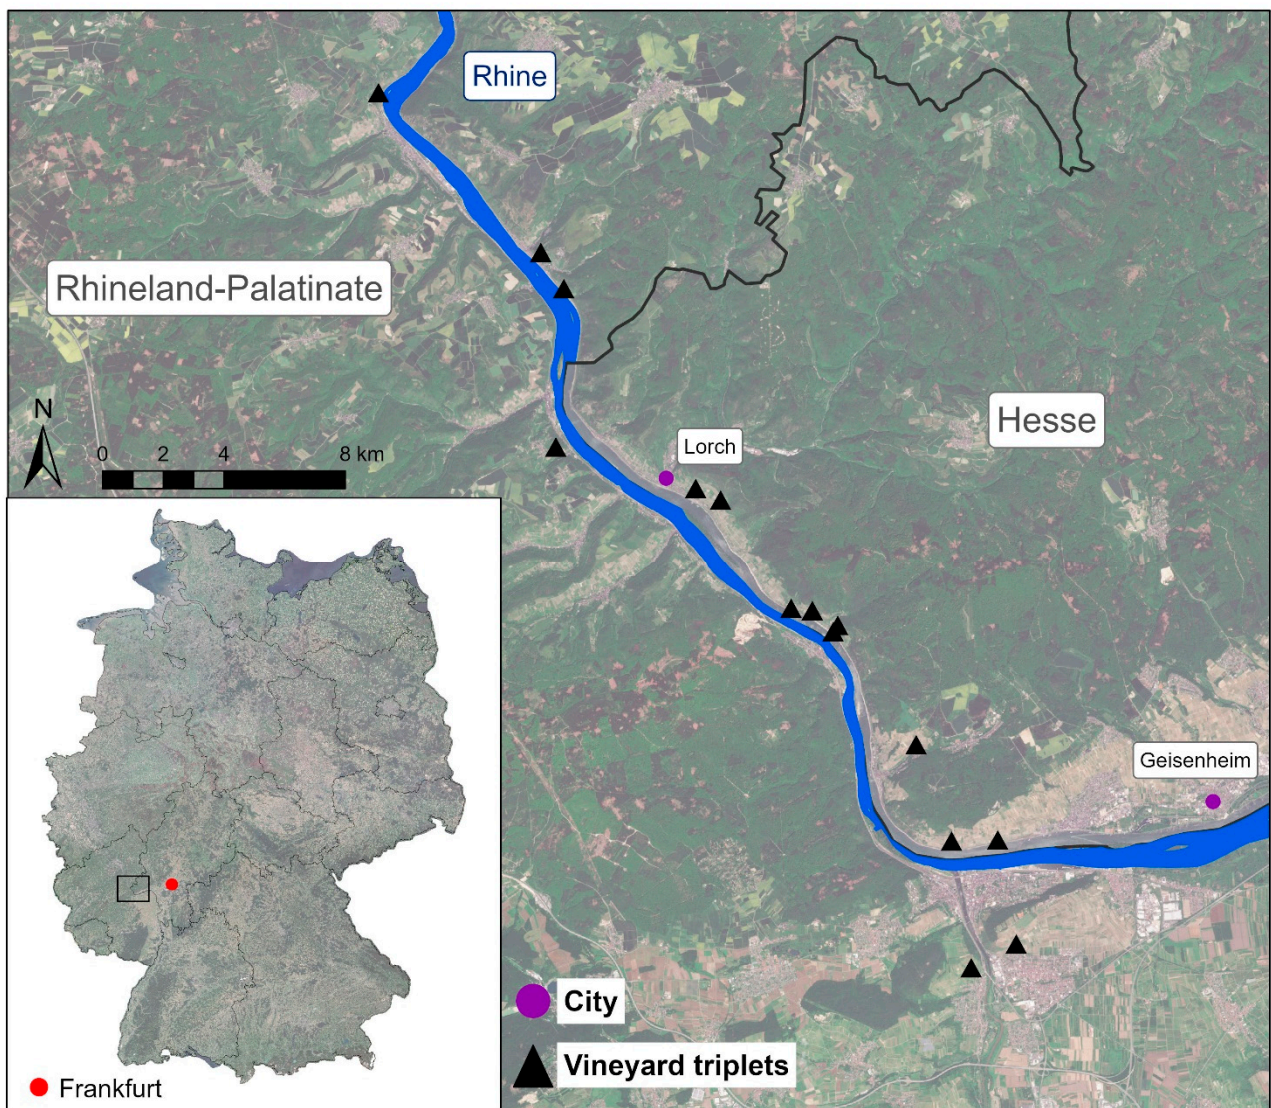 Rhine
Rhineland-Palatinate
Hesse
N
0 2 4 8 km
Lorch
Geisenheim
City
Vineyard triplets
Frankfurt